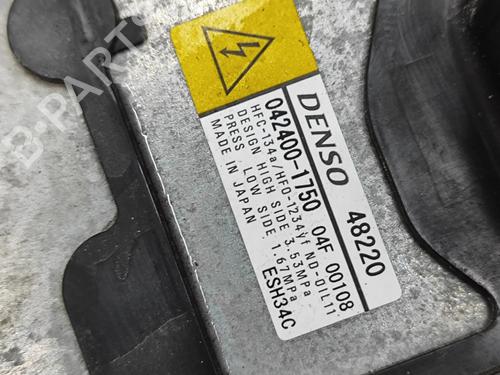 DENSO 48220
042400-1750 04F 00108
HFC-134a/HFO-1234yf ND-OIL11
DESIGN HIGH SIDE 3.53MPa
PRESS. LOW SIDE 1.67MPa
MADE IN JAPAN ESH34C
B-PARTS